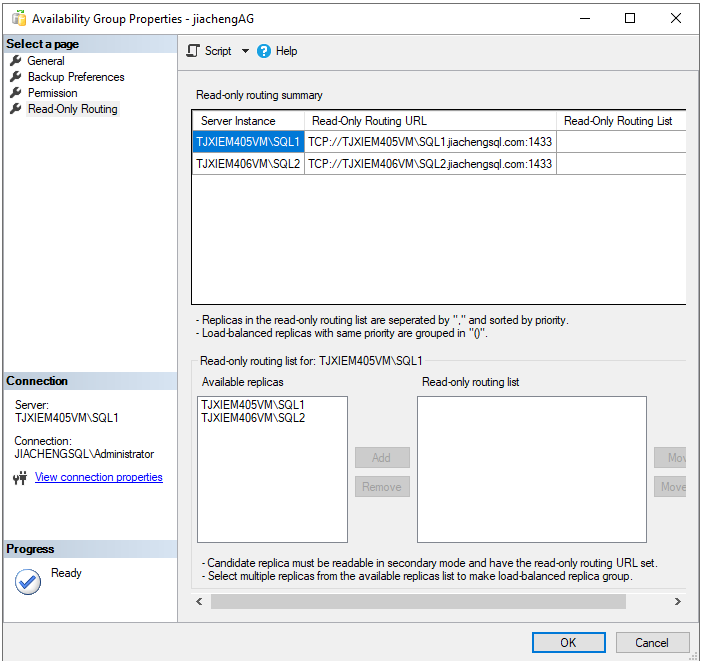 Availability Group Properties - jiachengAG
Select a page
General
Backup Preferences
Permission
Read-Only Routing
Script
Help
Read-only routing summary
Server Instance Read-Only Routing URL Read-Only Routing List
TJXIEM405VM\SQL1 TCP://TJXIEM405VM\SQL1.jiachengsql.com:1433
TJXIEM406VM\SQL2 TCP://TJXIEM406VM\SQL2.jiachengsql.com:1433
- Replicas in the read-only routing list are seperated by "," and sorted by priority.
- Load-balanced replicas with same priority are grouped in "()".
Read-only routing list for: TJXIEM405VM\SQL1
Available replicas
Read-only routing list
TJXIEM405VM\SQL1
TJXIEM406VM\SQL2
Add
Remove
Mov
Move
- Candidate replica must be readable in secondary mode and have the read-only routing URL set.
- Select multiple replicas from the available replicas list to make load-balanced replica group.
Connection
Server:
TJXIEM405VM\SQL1
Connection:
JIACHENGSQL\Administrator
View connection properties
Progress
Ready
OK
Cancel